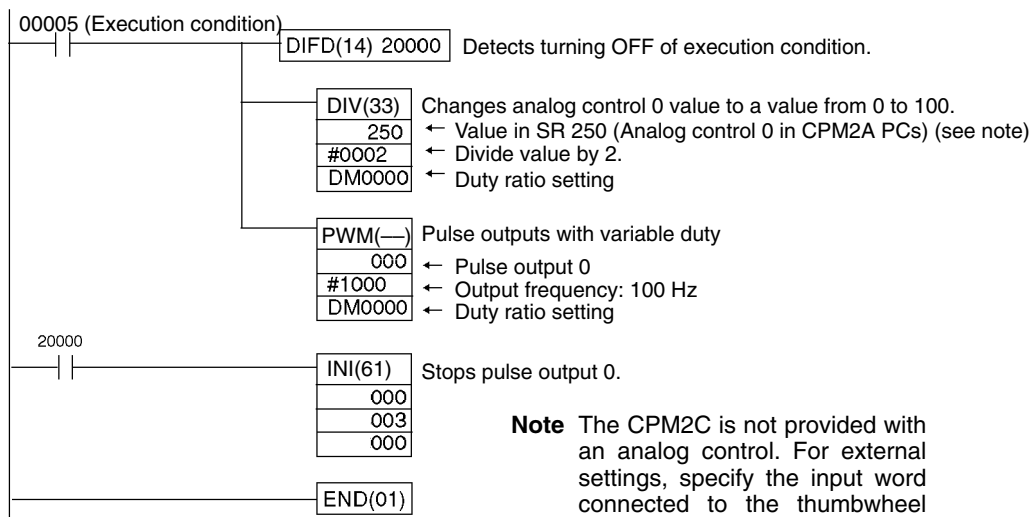 00005 (Execution condition)
DIFD(14) 20000 Detects turning OFF of execution condition.
DIV(33) Changes analog control 0 value to a value from 0 to 100.
250 ← Value in SR 250 (Analog control 0 in CPM2A PCs) (see note)
#0002 ← Divide value by 2.
DM0000 ← Duty ratio setting
PWM(––) Pulse outputs with variable duty
000 ← Pulse output 0
#1000 ← Output frequency: 100 Hz
DM0000 ← Duty ratio setting
20000
INI(61) Stops pulse output 0.
000
003
000
Note The CPM2C is not provided with
an analog control. For external
settings, specify the input word
connected to the thumbwheel
END(01)